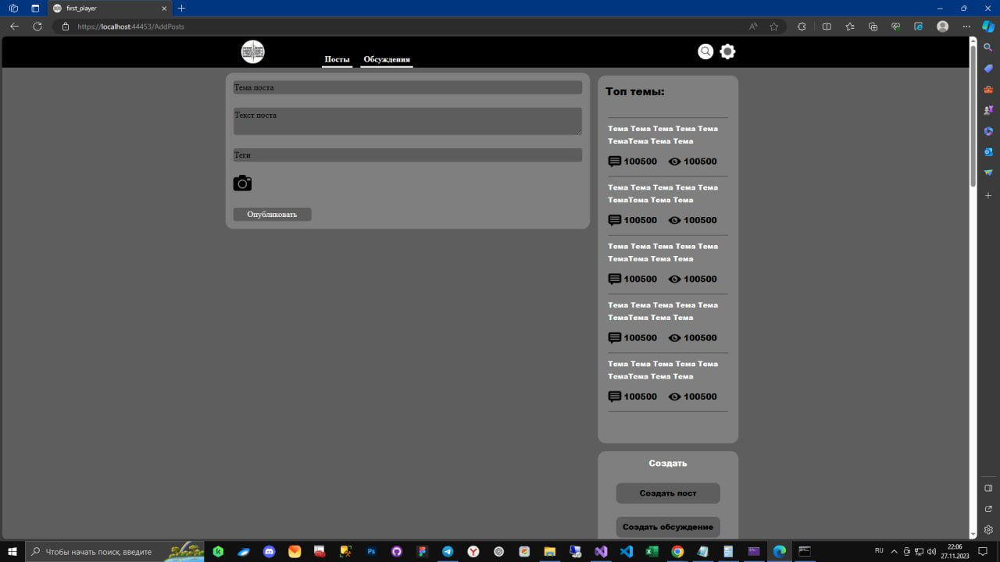 first_player
https://localhost:44453/AddPosts
Посты
Обсуждения
Тема поста
Текст поста
Теги
Опубликовать
Топ темы:
Тема Тема Тема Тема Тема
ТемаТема Тема Тема
100500 100500
Тема Тема Тема Тема Тема
ТемаТема Тема Тема
100500 100500
Тема Тема Тема Тема Тема
ТемаТема Тема Тема
100500 100500
Тема Тема Тема Тема Тема
ТемаТема Тема Тема
100500 100500
Тема Тема Тема Тема Тема
ТемаТема Тема Тема
100500 100500
Создать
Создать пост
Создать обсуждение
Чтобы начать поиск, введите
RU
22:06
27.11.2023